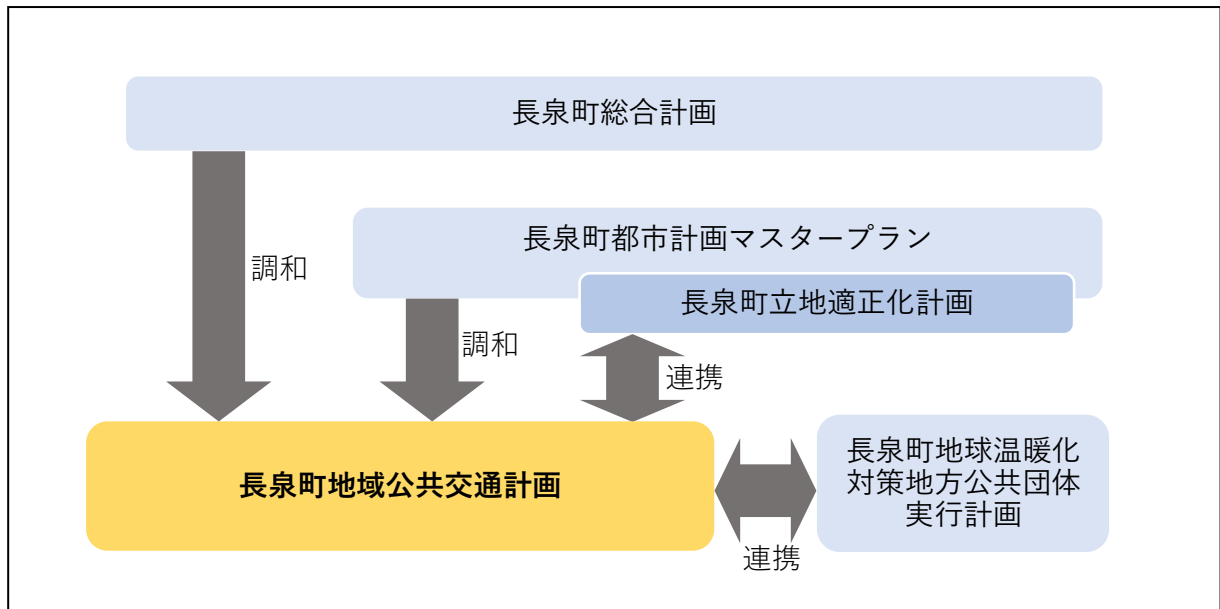 長泉町総合計画
長泉町都市計画マスタープラン
調和
長泉町立地適正化計画
調和
連携
長泉町地域公共交通計画
長泉町地球温暖化
対策地方公共団体
実行計画
連携